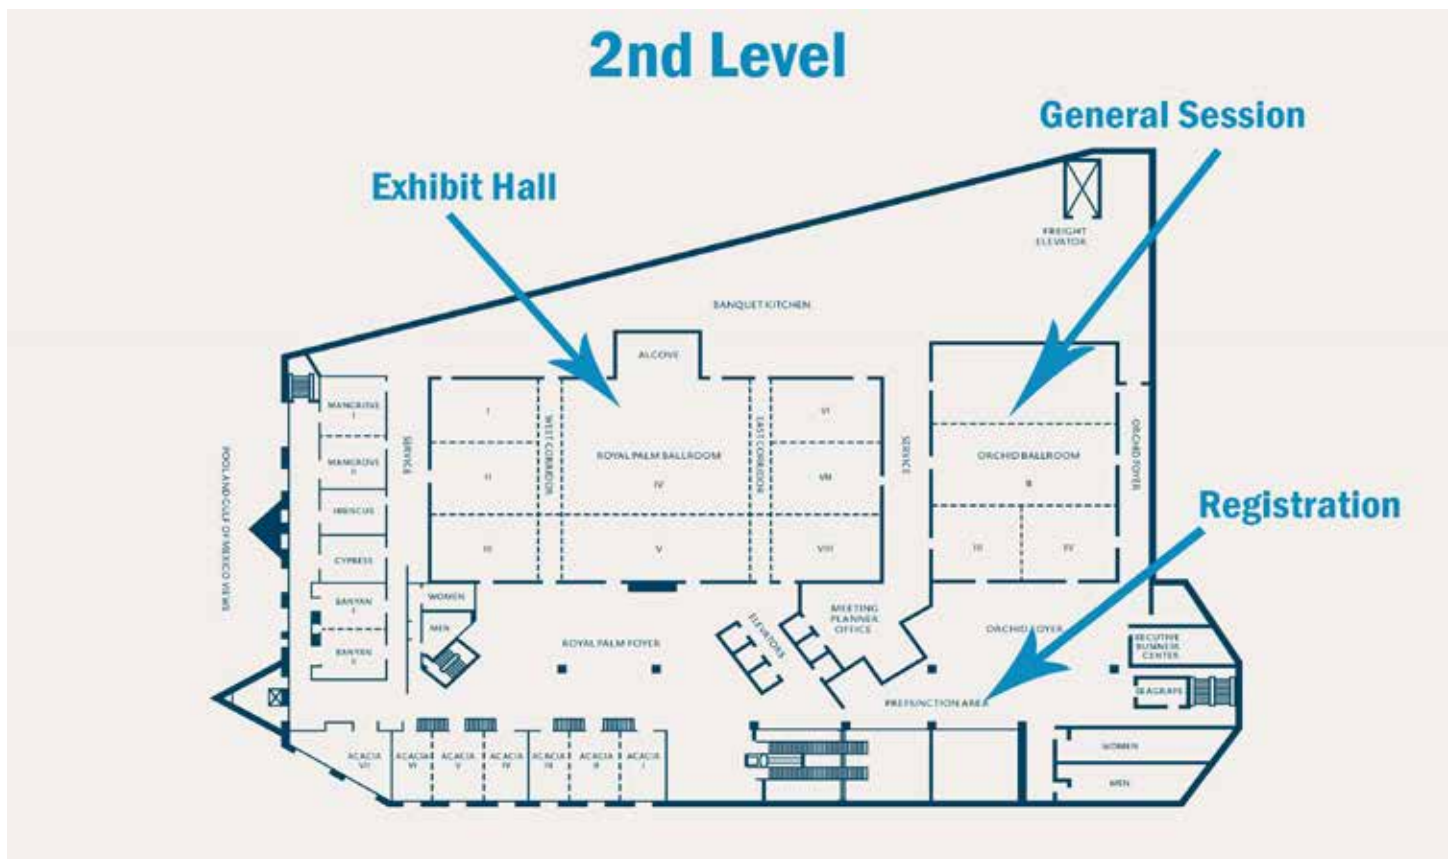 2nd Level
General Session
Exhibit Hall
FREIGHT
ELEVATOR
BANQUET KITCHEN
ALCOVE
MANGROVE
I
MANGROVE
II
HIBISCUS
CYPRESS
BANYAN
I
BANYAN
II
POOL AND GULF OF MEXICO VIEWS
SERVICE
I
II
III
WEST CORRIDOR
ROYAL PALM BALLROOM
IV
V
EAST CORRIDOR
VI
VII
VIII
SERVICE
ORCHID BALLROOM
II
III
IV
ORCHID FOYER
Registration
WOMEN
MEN
ROYAL PALM FOYER
ELEVATORS
MEETING
PLANNER
OFFICE
ORCHID FOYER
EXECUTIVE
BUSINESS
CENTER
SEAGRAPE
PREFUNCTION AREA
ACACIA
VII
ACACIA
VI
ACACIA
V
ACACIA
IV
ACACIA
III
ACACIA
II
ACACIA
I
WOMEN
MEN